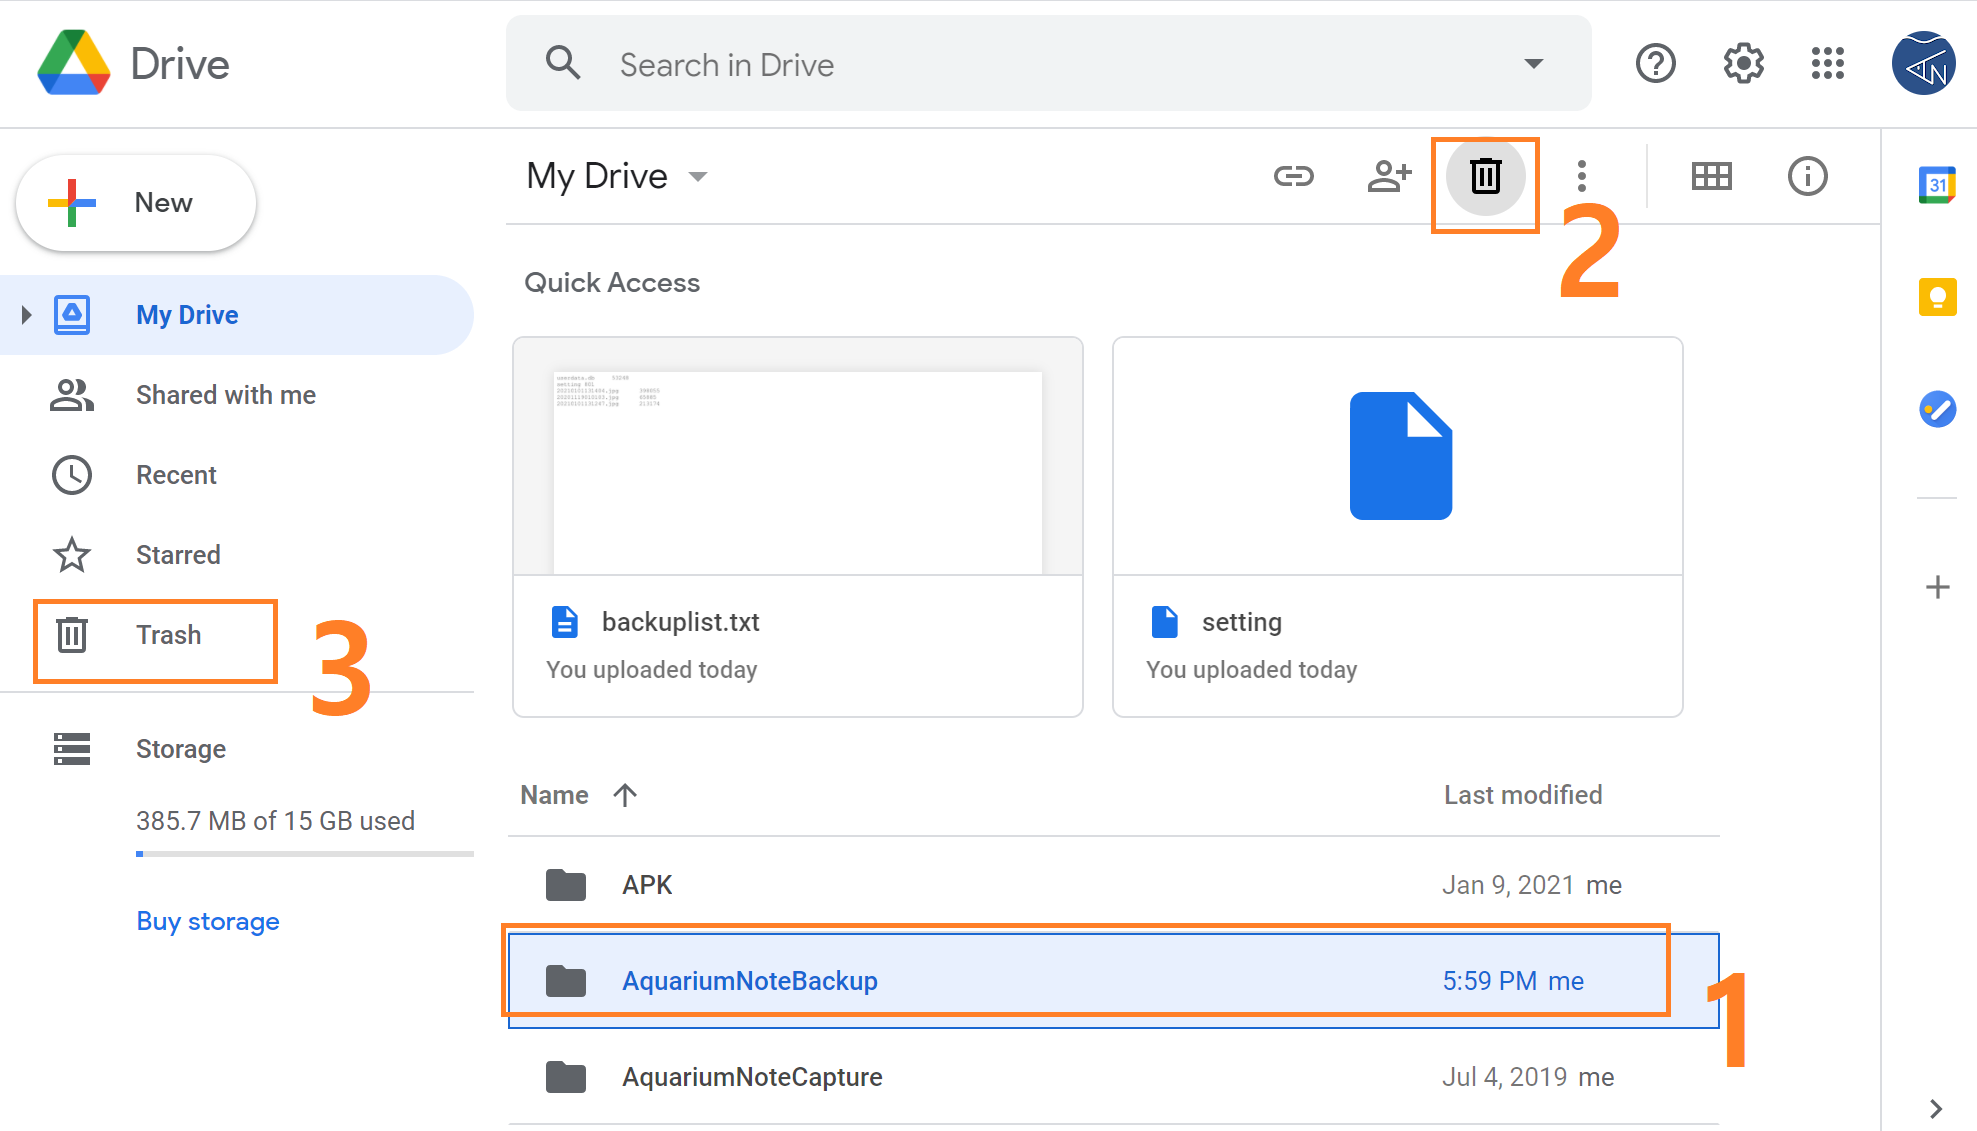 Drive
Search in Drive
New
My Drive
2
31
My Drive
Quick Access
Shared with me
Recent
Starred
Trash
3
backuplist.txt
You uploaded today
setting
You uploaded today
Storage
385.7 MB of 15 GB used
Buy storage
Name
Last modified
APK
Jan 9, 2021 me
AquariumNoteBackup
5:59 PM me
1
AquariumNoteCapture
Jul 4, 2019 me